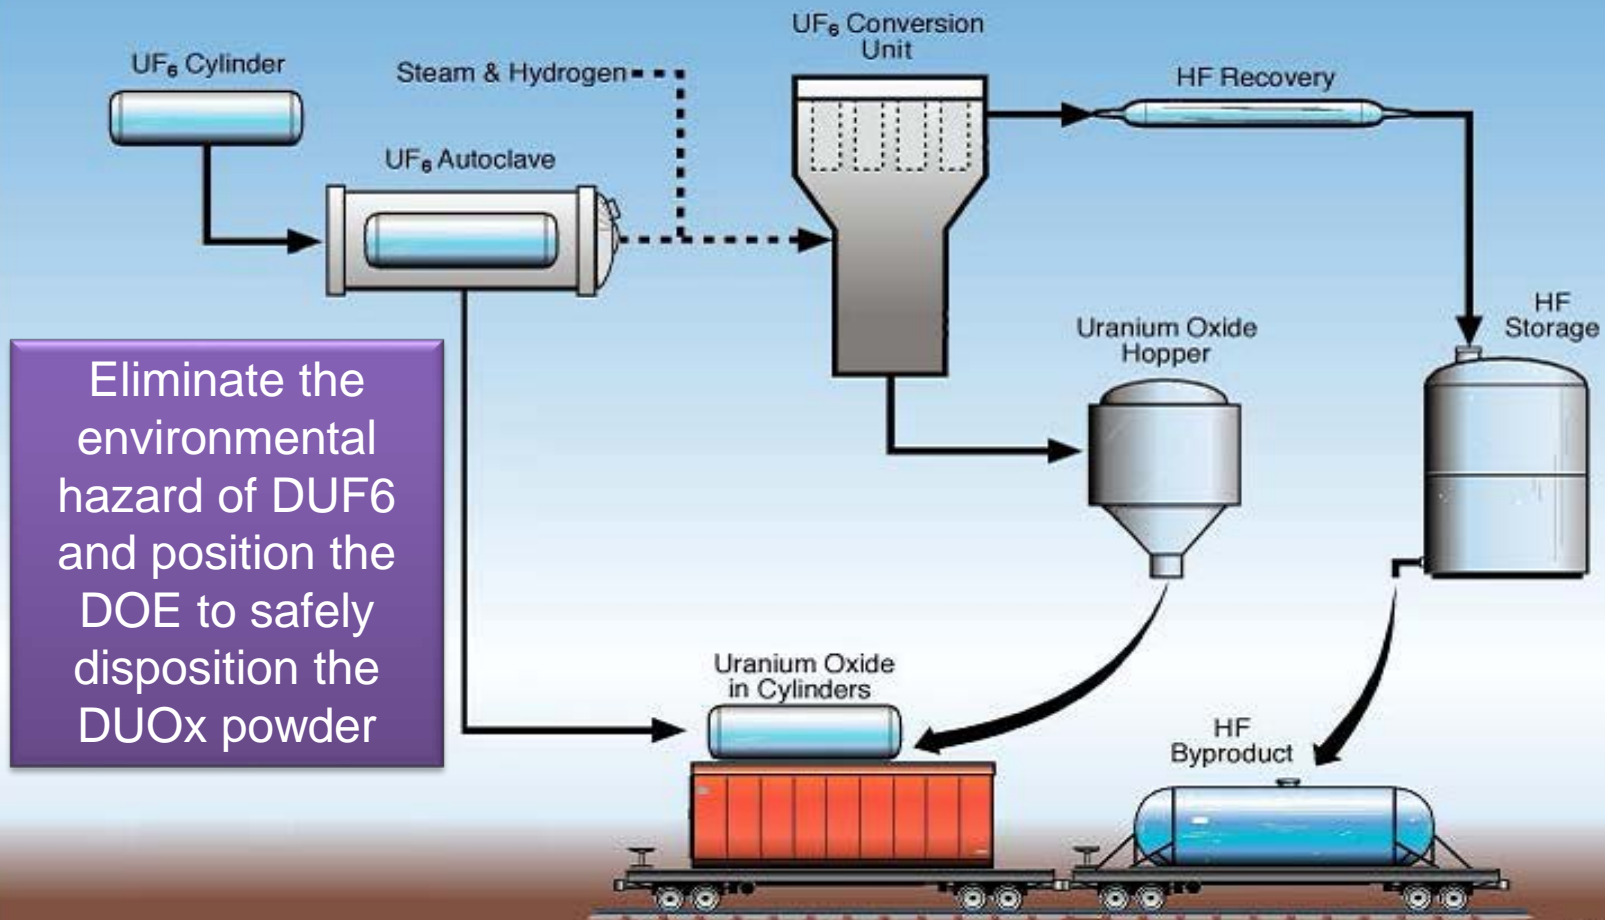 UF₆ Cylinder
Steam & Hydrogen
UF₆ Conversion
Unit
HF Recovery
UF₆ Autoclave
HF
Storage
Uranium Oxide
Hopper
Eliminate the
environmental
hazard of DUF6
and position the
DOE to safely
disposition the
DUOx powder
Uranium Oxide
in Cylinders
HF
Byproduct